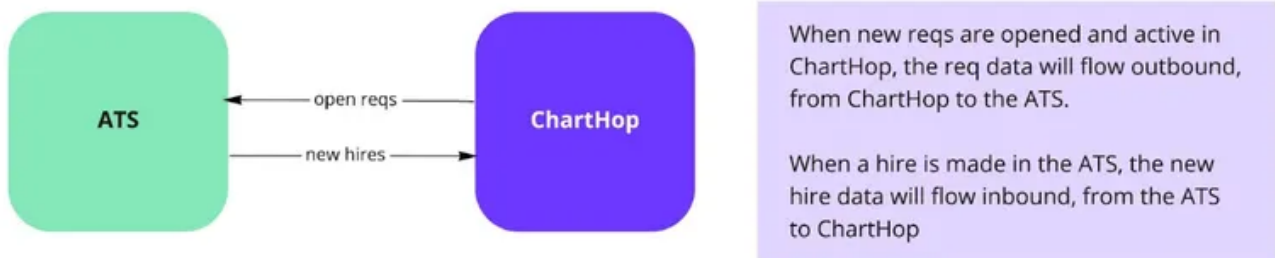 ATS
open reqs
new hires
ChartHop
When new reqs are opened and active in
ChartHop, the req data will flow outbound,
from ChartHop to the ATS.
When a hire is made in the ATS, the new
hire data will flow inbound, from the ATS
to ChartHop